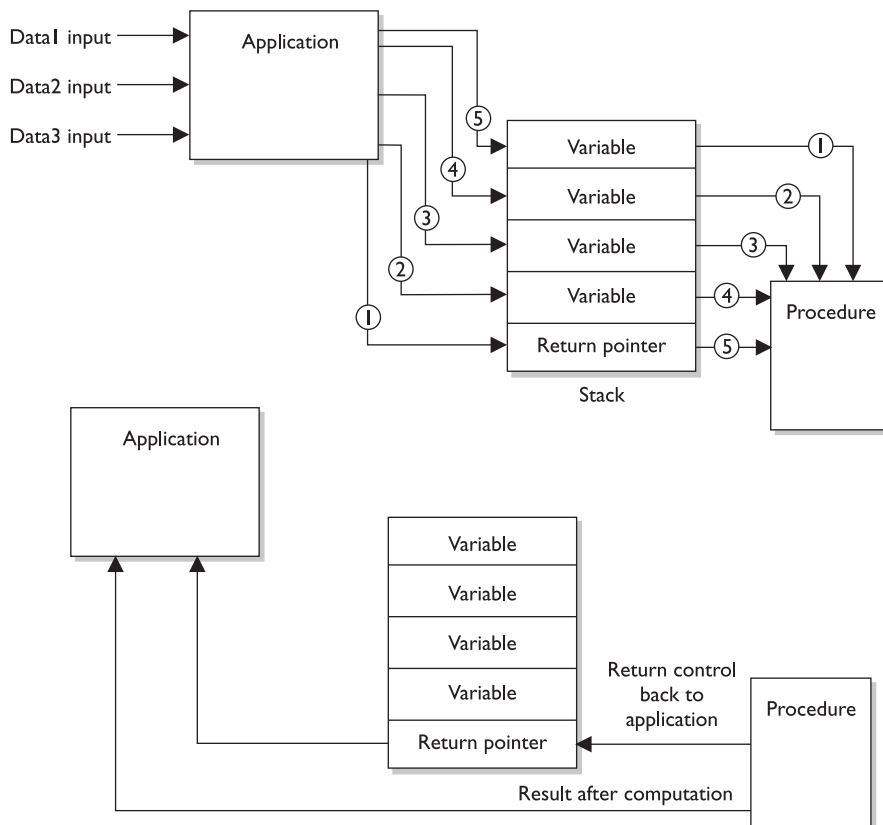 Data1 input
Data2 input
Data3 input
Application
5
4
3
2
1
Variable
Variable
Variable
Variable
Return pointer
Stack
1
2
3
4
5
Procedure
Application
Variable
Variable
Variable
Variable
Return pointer
Return control
back to
application
Procedure
Result after computation